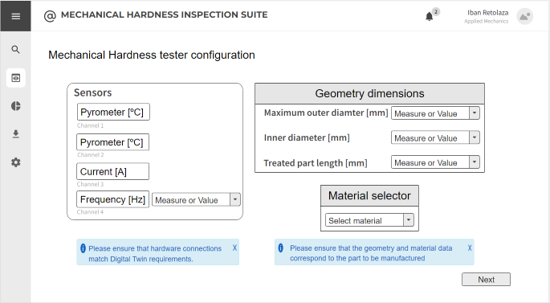 @ MECHANICAL HARDNESS INSPECTION SUITE
2
Iban Retolaza
Applied Mechanics
Mechanical Hardness tester configuration
Sensors
Pyrometer [ºC]
Channel 1
Pyrometer [ºC]
Channel 2
Current [A]
Channel 3
Frequency [Hz] Measure or Value
Channel 4
Geometry dimensions
Maximum outer diamter [mm] Measure or Value
Inner diameter [mm] Measure or Value
Treated part length [mm] Measure or Value
Material selector
Select material
i Please ensure that hardware connections X
match Digital Twin requirements.
i Please ensure that the geometry and material data X
correspond to the part to be manufactured
Next